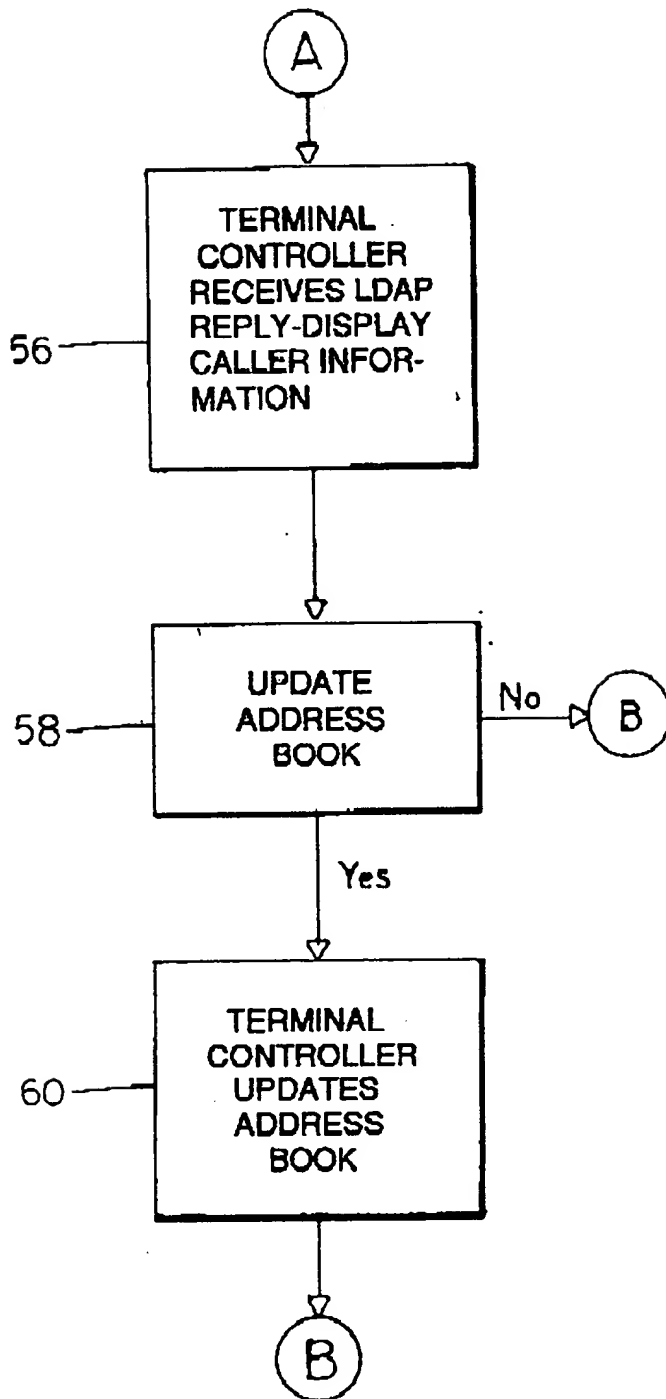 A
TERMINAL
CONTROLLER
RECEIVES LDAP
REPLY-DISPLAY
CALLER INFOR-
MATION
56
UPDATE
ADDRESS
BOOK
58
No
B
Yes
TERMINAL
CONTROLLER
UPDATES
ADDRESS
BOOK
60
B